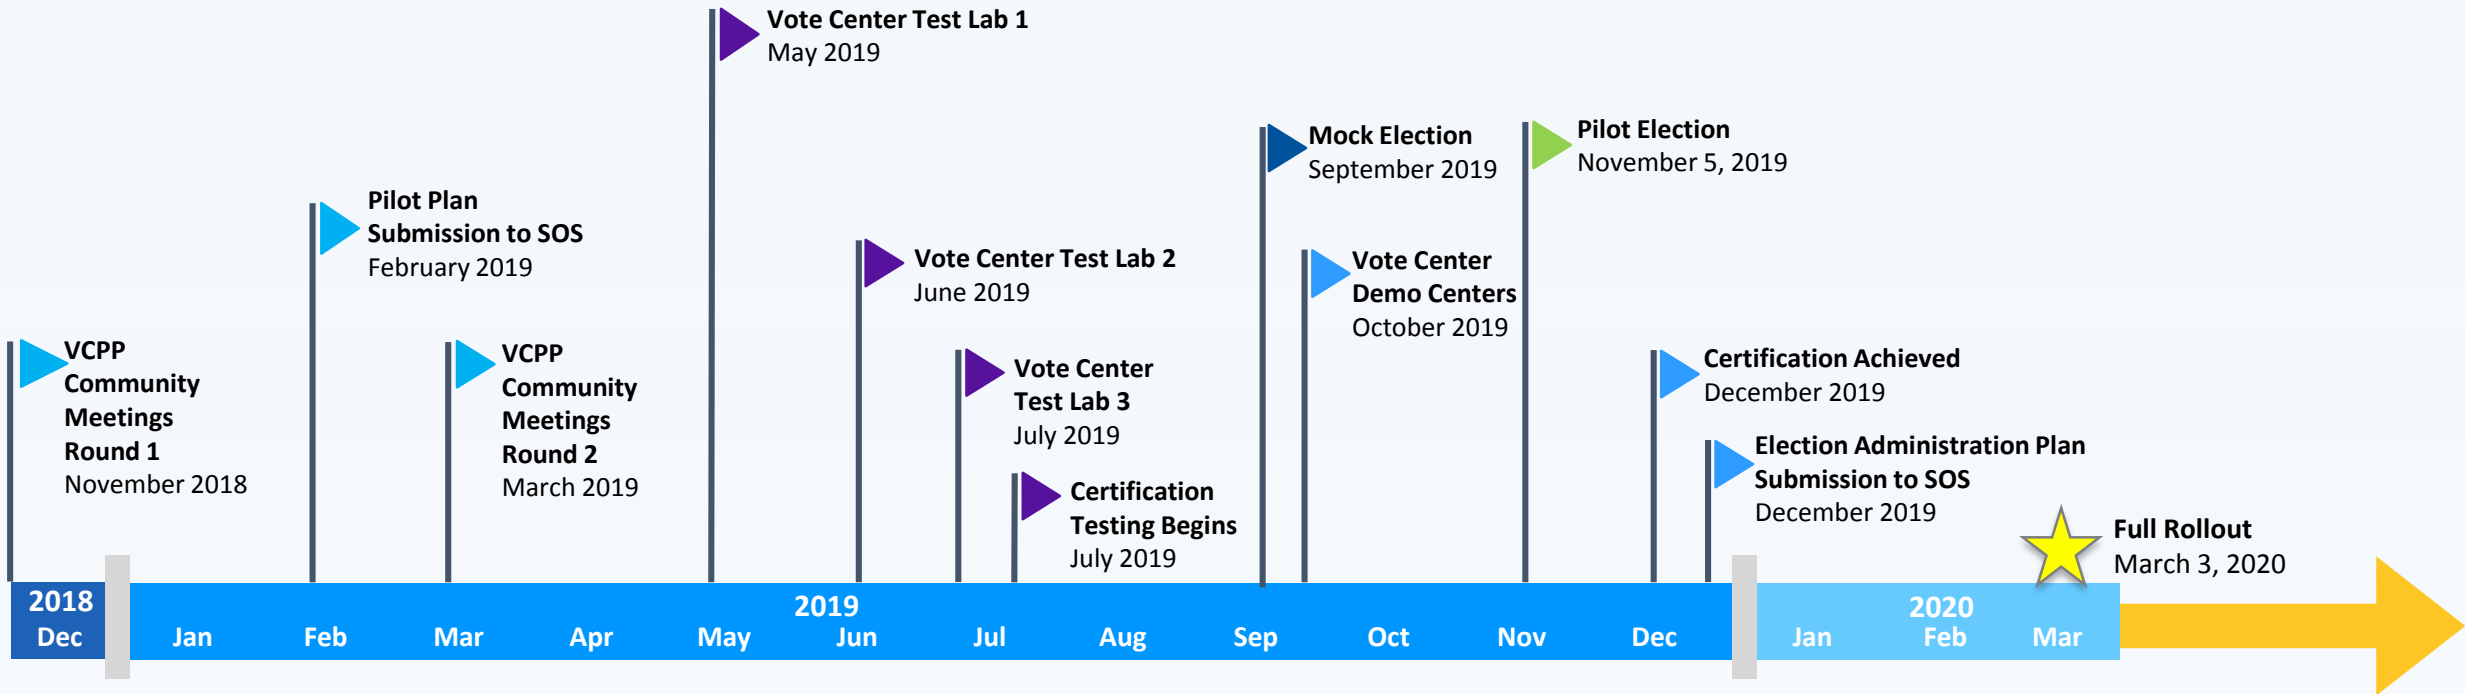 Vote Center Test Lab 1
May 2019
Mock Election
September 2019
Pilot Election
November 5, 2019
Pilot Plan
Submission to SOS
February 2019
Vote Center Test Lab 2
June 2019
Vote Center
Demo Centers
October 2019
VCPP
Community
Meetings
Round 1
November 2018
VCPP
Community
Meetings
Round 2
March 2019
Vote Center
Test Lab 3
July 2019
Certification Achieved
December 2019
Certification
Testing Begins
July 2019
Election Administration Plan
Submission to SOS
December 2019
Full Rollout
March 3, 2020
2018
2019
2020
Dec Jan Feb Mar Apr May Jun Jul Aug Sep Oct Nov Dec Jan Feb Mar